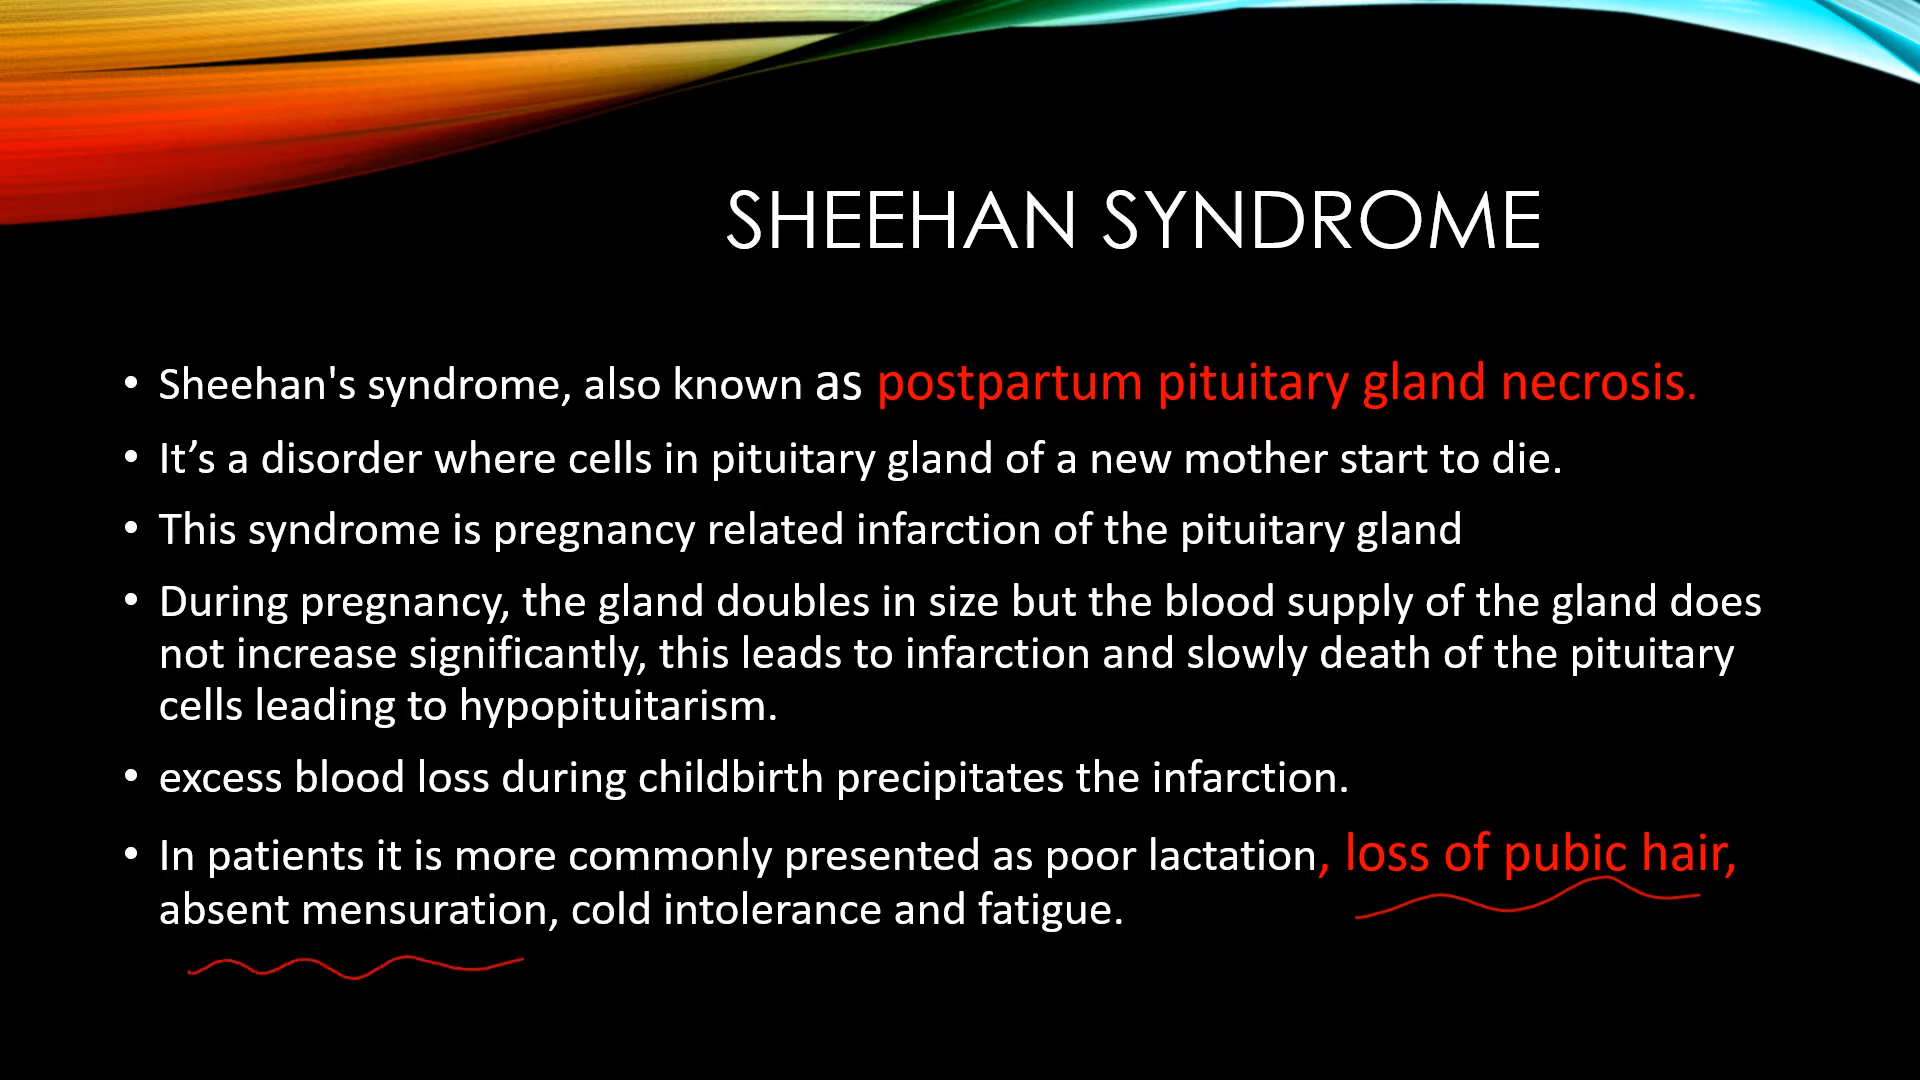 SHEEHAN SYNDROME
• Sheehan's syndrome, also known as postpartum pituitary gland necrosis.
• It’s a disorder where cells in pituitary gland of a new mother start to die.
• This syndrome is pregnancy related infarction of the pituitary gland
• During pregnancy, the gland doubles in size but the blood supply of the gland does
not increase significantly, this leads to infarction and slowly death of the pituitary
cells leading to hypopituitarism.
• excess blood loss during childbirth precipitates the infarction.
• In patients it is more commonly presented as poor lactation, loss of pubic hair,
absent mensuration, cold intolerance and fatigue.